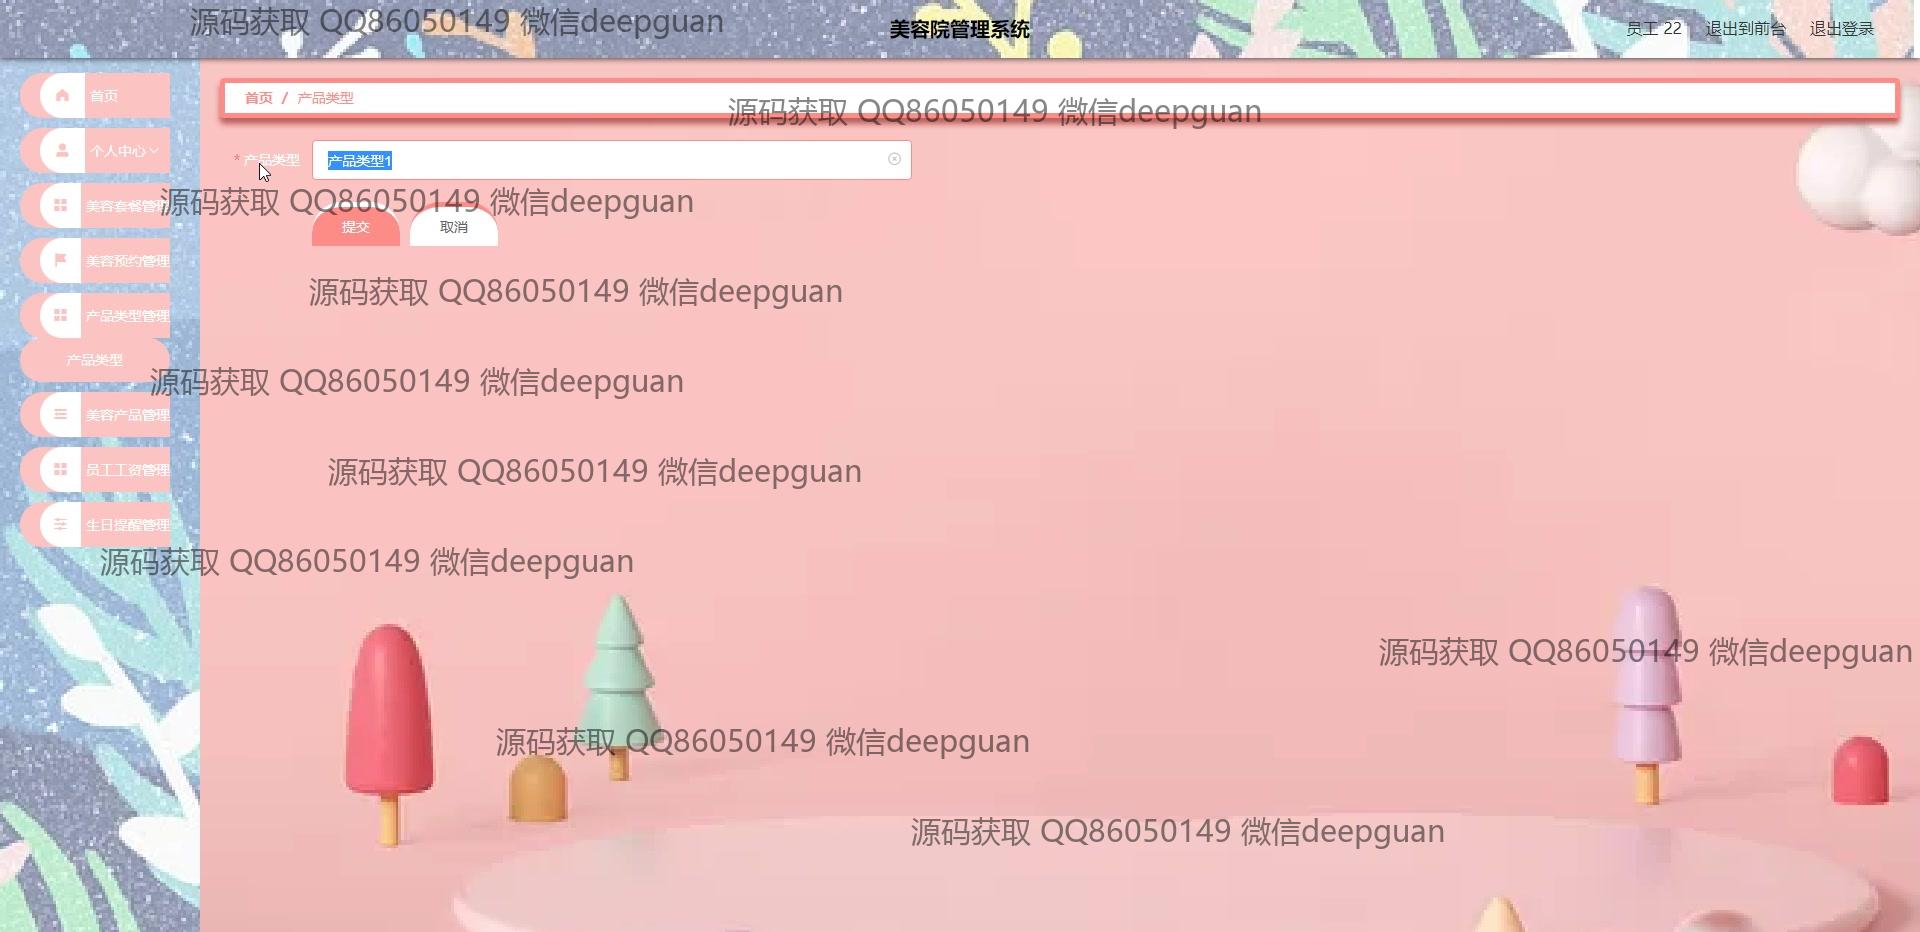 源码获取 QQ86050149 微信deepguan
美容院管理系统
员工 22 退出到前台 退出登录
首页
个人中心
美容套餐管理
美容预约管理
产品类型管理
产品类型
美容产品管理
员工工资管理
生日提醒管理
首页 / 产品类型
源码获取 QQ86050149 微信deepguan
* 产品类型 产品类型1
源码获取 QQ86050149 微信deepguan
提交 取消
源码获取 QQ86050149 微信deepguan
源码获取 QQ86050149 微信deepguan
源码获取 QQ86050149 微信deepguan
源码获取 QQ86050149 微信deepguan
源码获取 QQ86050149 微信deepguan
源码获取 QQ86050149 微信deepguan
源码获取 QQ86050149 微信deepguan